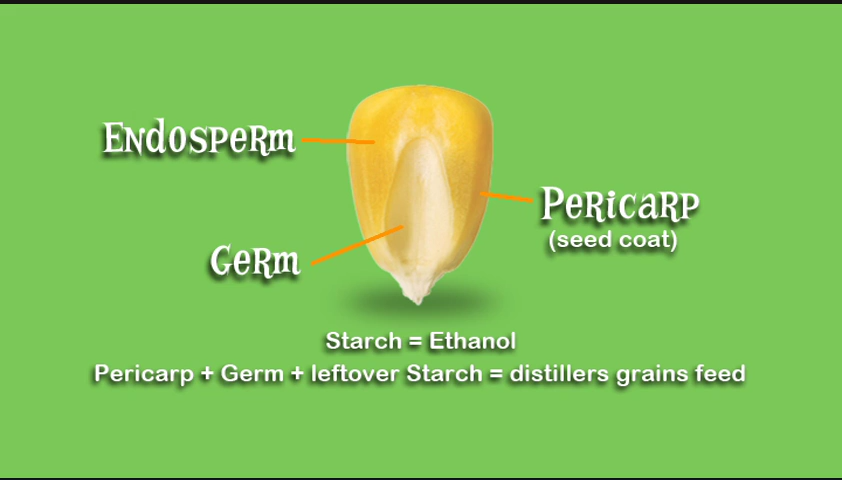 Endosperm
Pericarp
(seed coat)
Germ
Starch = Ethanol
Pericarp + Germ + leftover Starch = distillers grains feed